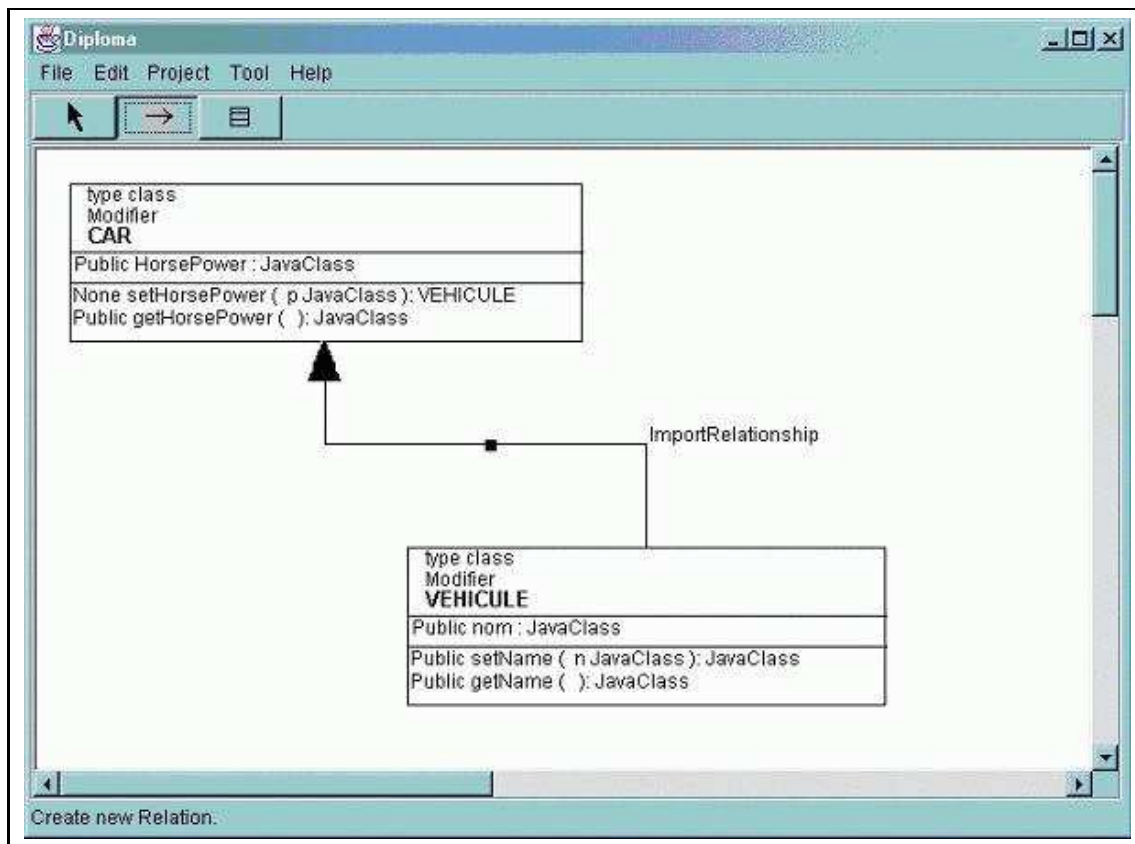 Diploma
File Edit Project Tool Help
type class
Modifier
CAR
Public HorsePower : JavaClass
None setHorsePower ( p JavaClass ): VEHICULE
Public getHorsePower ( ): JavaClass
ImportRelationship
type class
Modifier
VEHICULE
Public nom : JavaClass
Public setName ( n JavaClass ): JavaClass
Public getName ( ): JavaClass
Create new Relation.